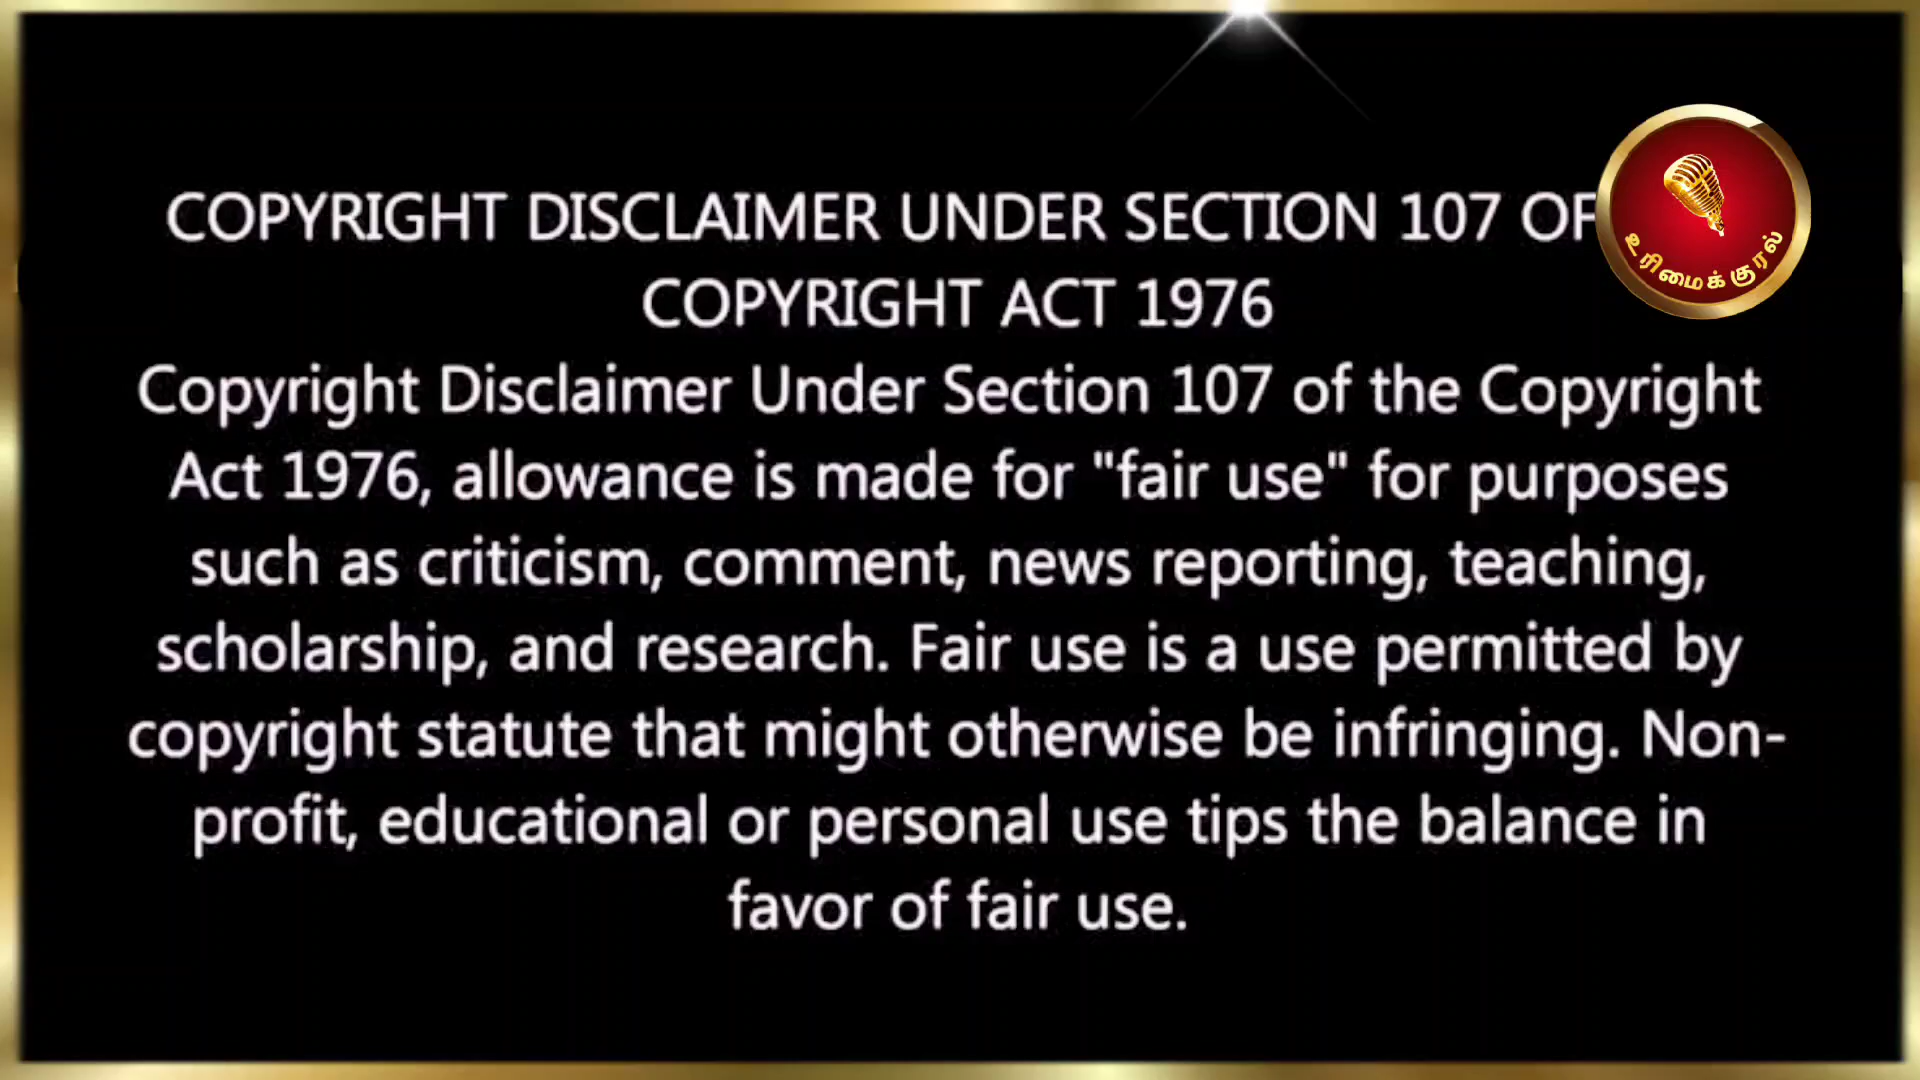 COPYRIGHT DISCLAIMER UNDER SECTION 107 OF
COPYRIGHT ACT 1976
Copyright Disclaimer Under Section 107 of the Copyright
Act 1976, allowance is made for "fair use" for purposes
such as criticism, comment, news reporting, teaching,
scholarship, and research. Fair use is a use permitted by
copyright statute that might otherwise be infringing. Non-
profit, educational or personal use tips the balance in
favor of fair use.
உரிமைக்குரல்